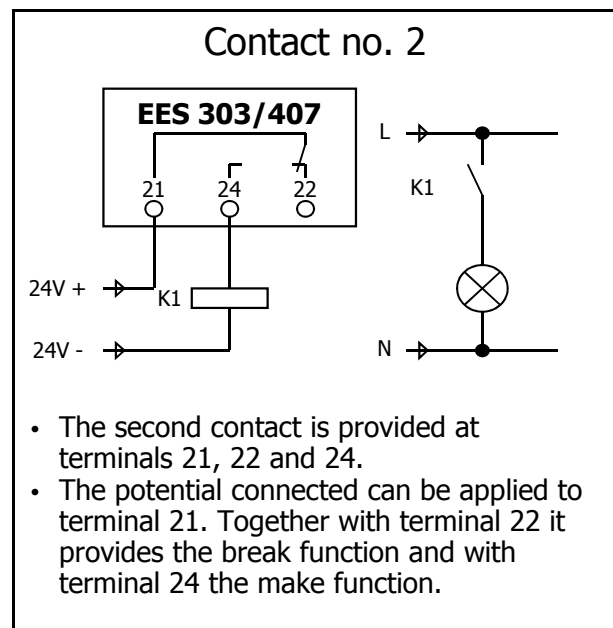 Contact no. 2
EES 303/407
21 24 22
24V +
K1
24V -
L
K1
N
• The second contact is provided at
terminals 21, 22 and 24.
• The potential connected can be applied to
terminal 21. Together with terminal 22 it
provides the break function and with
terminal 24 the make function.